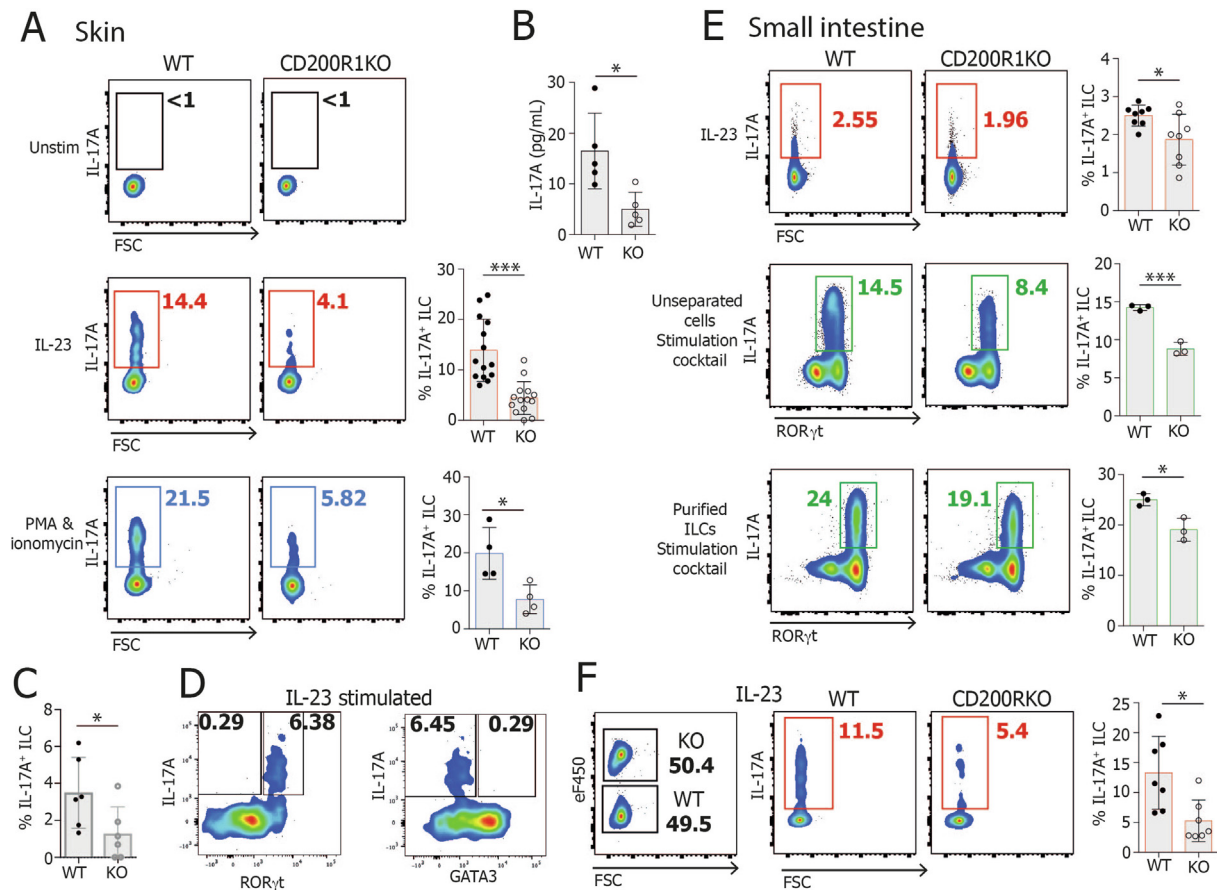 A Skin
WT
CD200R1KO
Unstim
IL-17A
<1
<1
FSC
IL-23
IL-17A
14.4
4.1
FSC
***
% IL-17A+ ILC
30
20
10
0
WT KO
PMA &
ionomycin
IL-17A
21.5
5.82
FSC
*
% IL-17A+ ILC
40
30
20
10
0
WT KO
B
*
IL-17A (pg/mL)
30
20
10
0
WT KO
C
*
% IL-17A+ ILC
8
6
4
2
0
WT KO
D
IL-23 stimulated
IL-17A
0.29
6.38
RORγt
IL-17A
6.45
0.29
GATA3
E Small intestine
WT
CD200R1KO
IL-23
IL-17A
2.55
1.96
FSC
*
% IL-17A+ ILC
4
3
2
1
0
WT KO
Unseparated
cells
Stimulation
cocktail
IL-17A
14.5
8.4
RORγt
***
% IL-17A+ ILC
20
15
10
5
0
WT KO
Purified
ILCs
Stimulation
cocktail
IL-17A
24
19.1
RORγt
*
% IL-17A+ ILC
30
20
10
0
WT KO
F
IL-23
WT
CD200RKO
eF450
KO
50.4
WT
49.5
FSC
IL-17A
11.5
5.4
FSC
*
% IL-17A+ ILC
25
20
15
10
5
0
WT KO